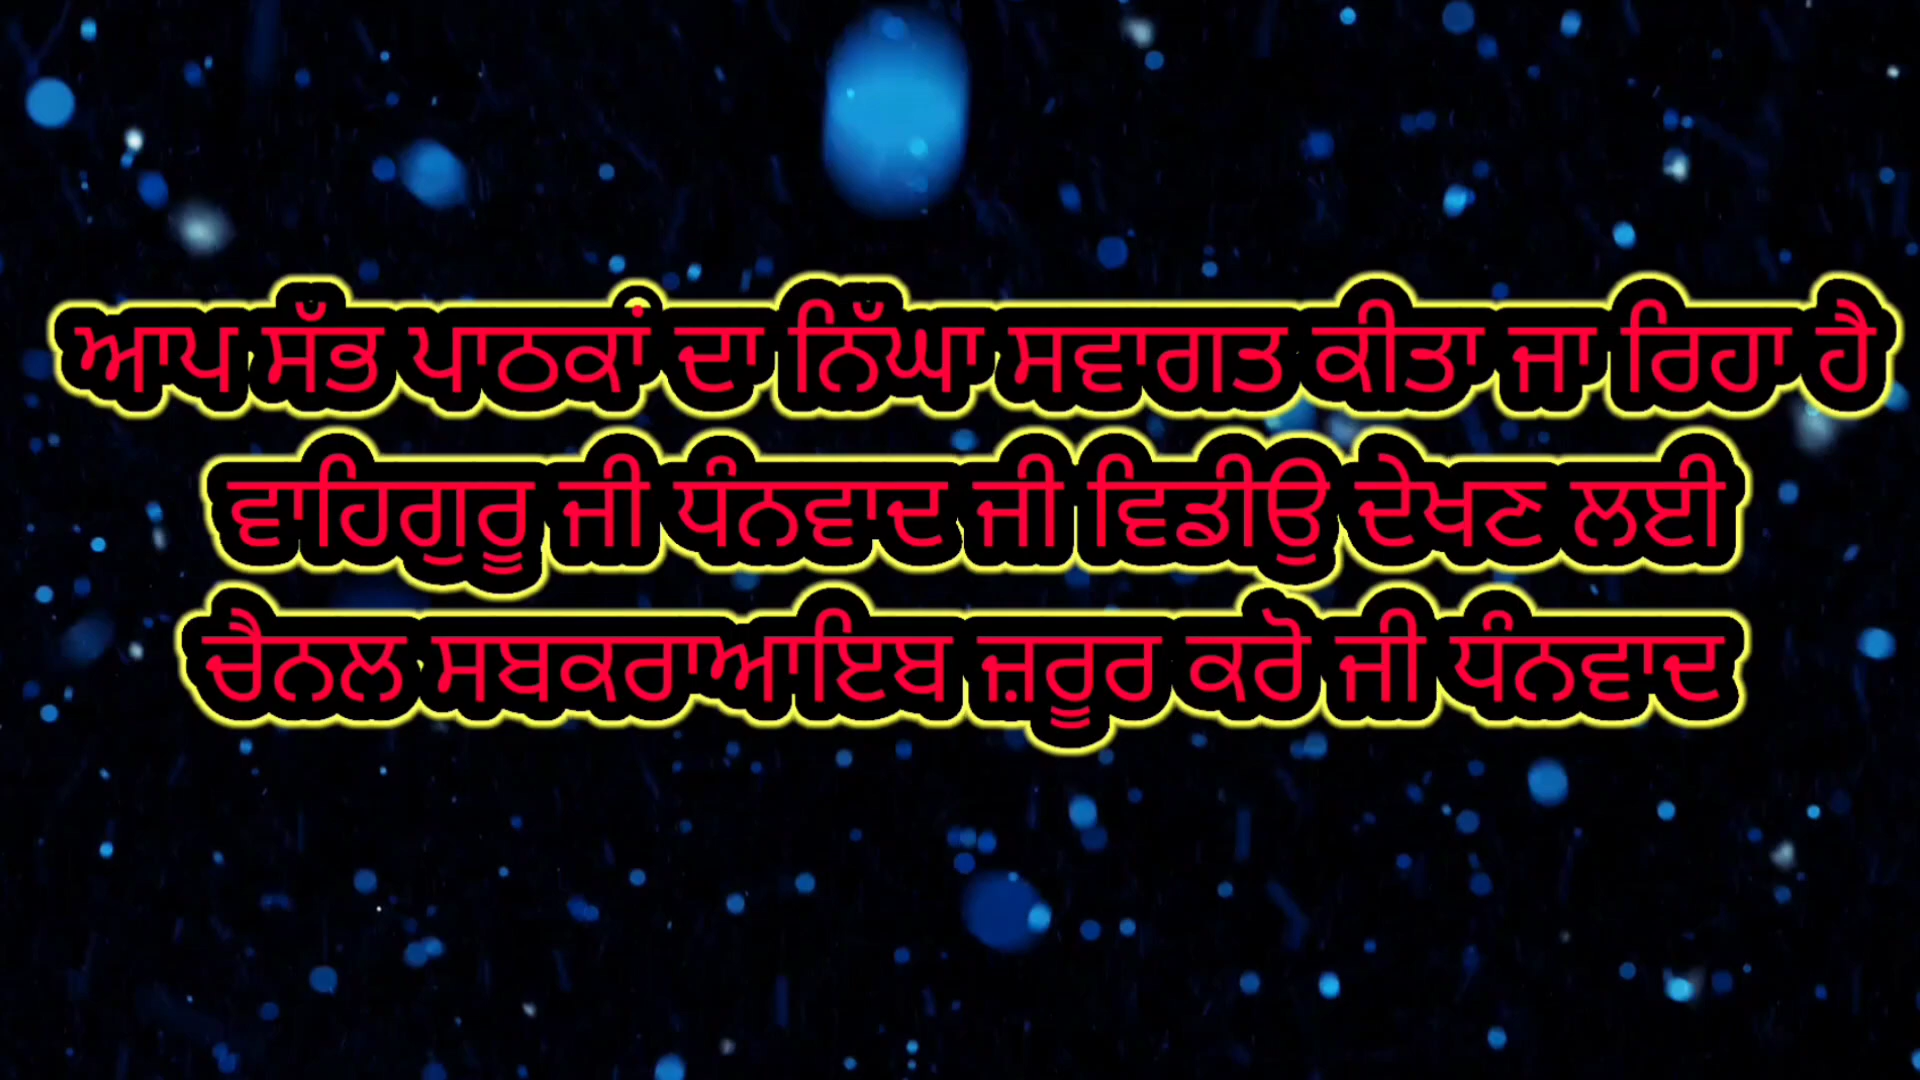 ਆਪ ਸੱਭ ਪਾਠਕਾਂ ਦਾ ਨਿੱਘਾ ਸਵਾਗਤ ਕੀਤਾ ਜਾ ਰਿਹਾ ਹੈ
ਵਾਹਿਗੁਰੂ ਜੀ ਧੰਨਵਾਦ ਜੀ ਵਿਡੀਉ ਦੇਖਣ ਲਈ
ਚੈਨਲ ਸਬਕਰਾਆਇਬ ਜ਼ਰੂਰ ਕਰੋ ਜੀ ਧੰਨਵਾਦ